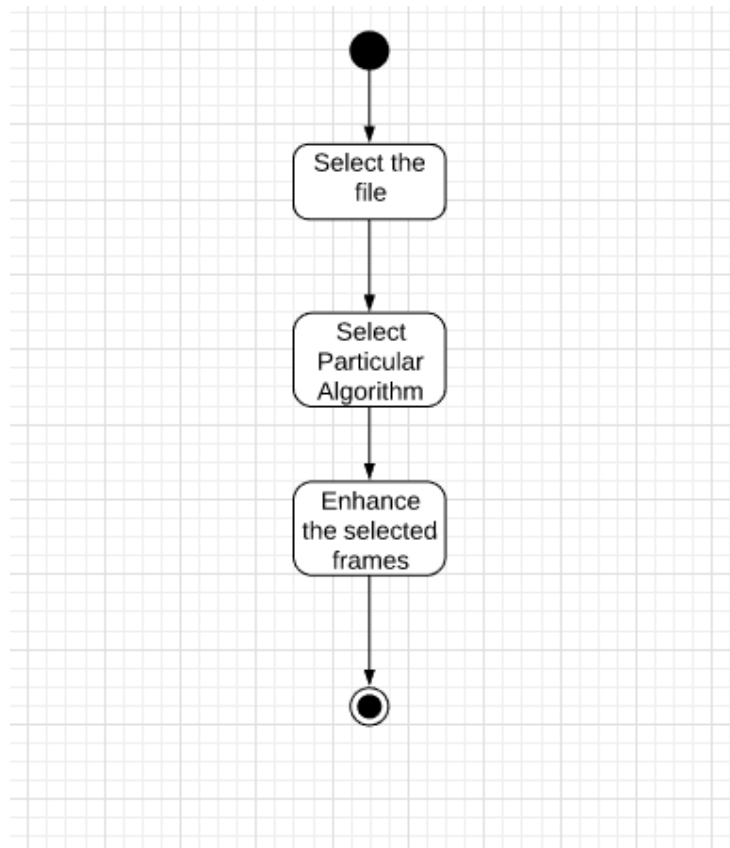 Select the
file
Select
Particular
Algorithm
Enhance
the selected
frames